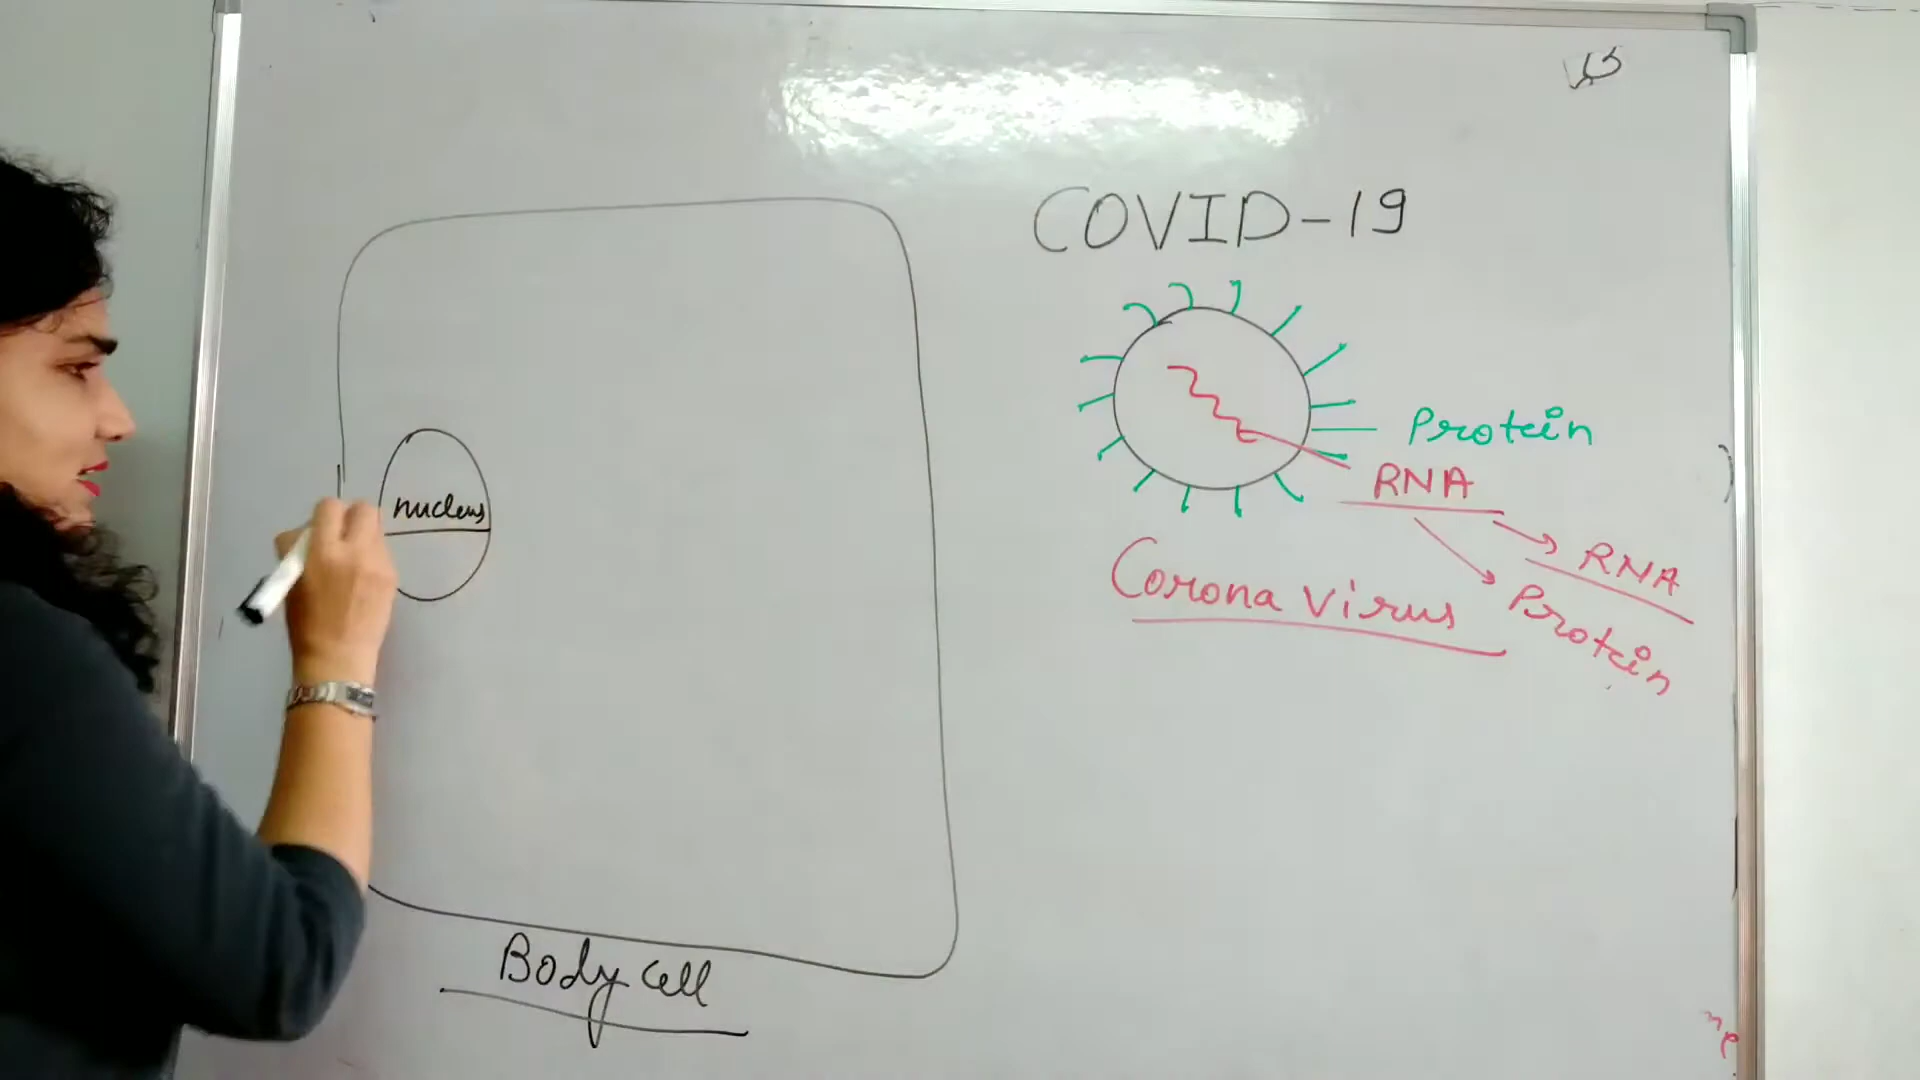 COVID-19
Protein
RNA
nucleus
RNA
Protein
Corona Virus
Body Cell